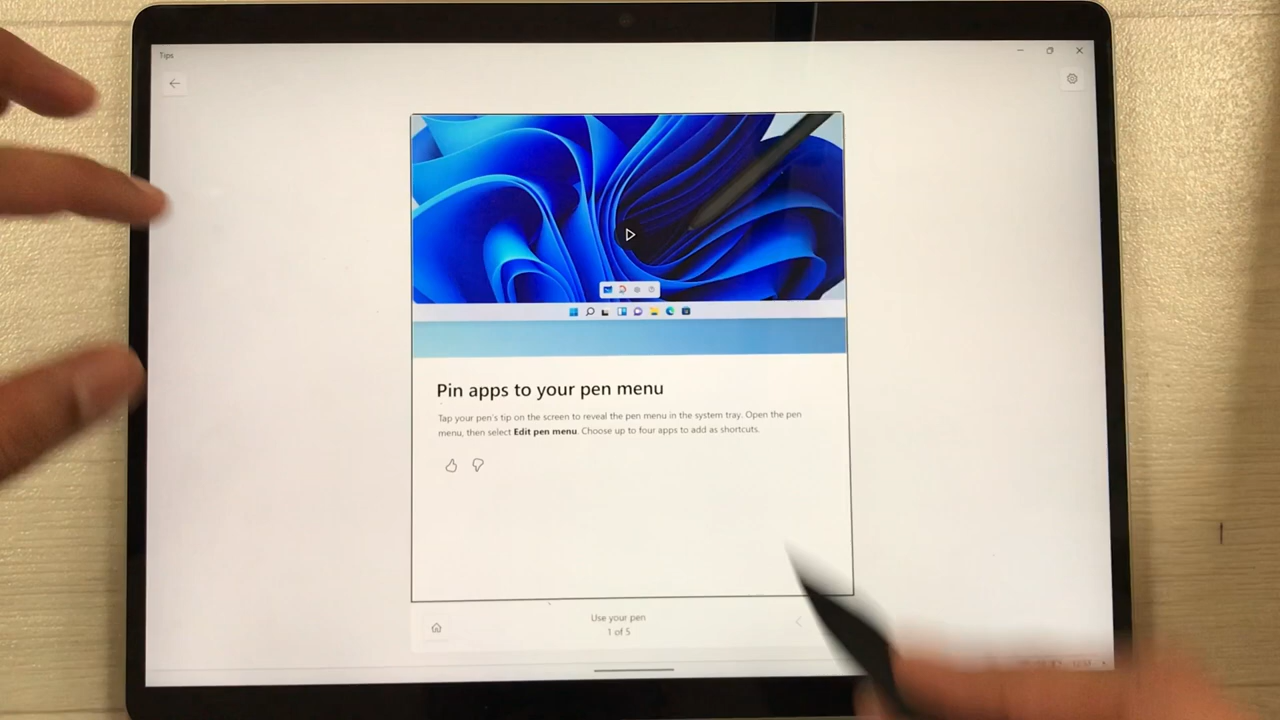 Tips
Pin apps to your pen menu
Tap your pen's tip on the screen to reveal the pen menu in the system tray. Open the pen
menu, then select Edit pen menu. Choose up to four apps to add as shortcuts.
Use your pen
1 of 5